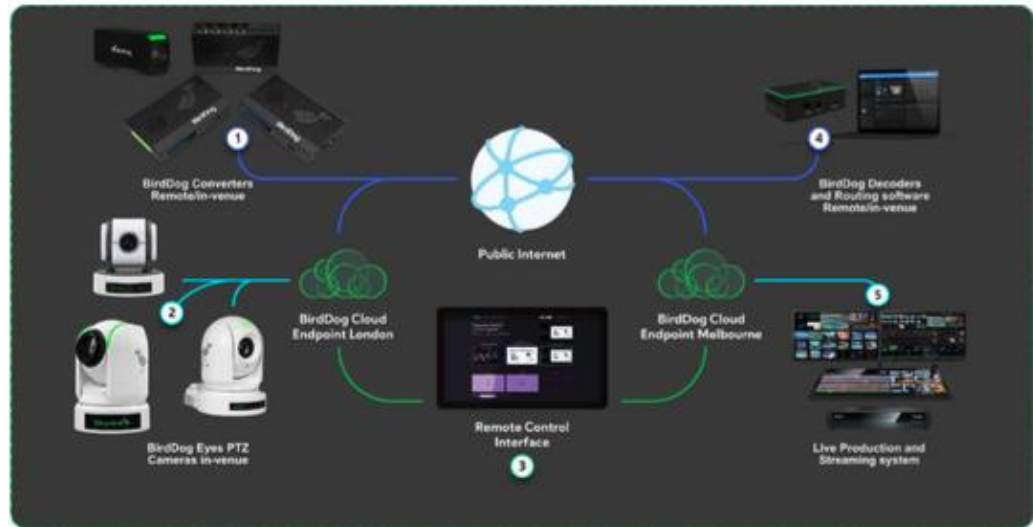 BirdDog
1
BirdDog Converters
Remote/in-venue
Public Internet
4
BirdDog Decoders
and Routing software
Remote/in-venue
2
BirdDog Eyes PTZ
Cameras in-venue
BirdDog Cloud
Endpoint London
Remote Control
Interface
3
BirdDog Cloud
Endpoint Melbourne
5
Live Production and
Streaming system